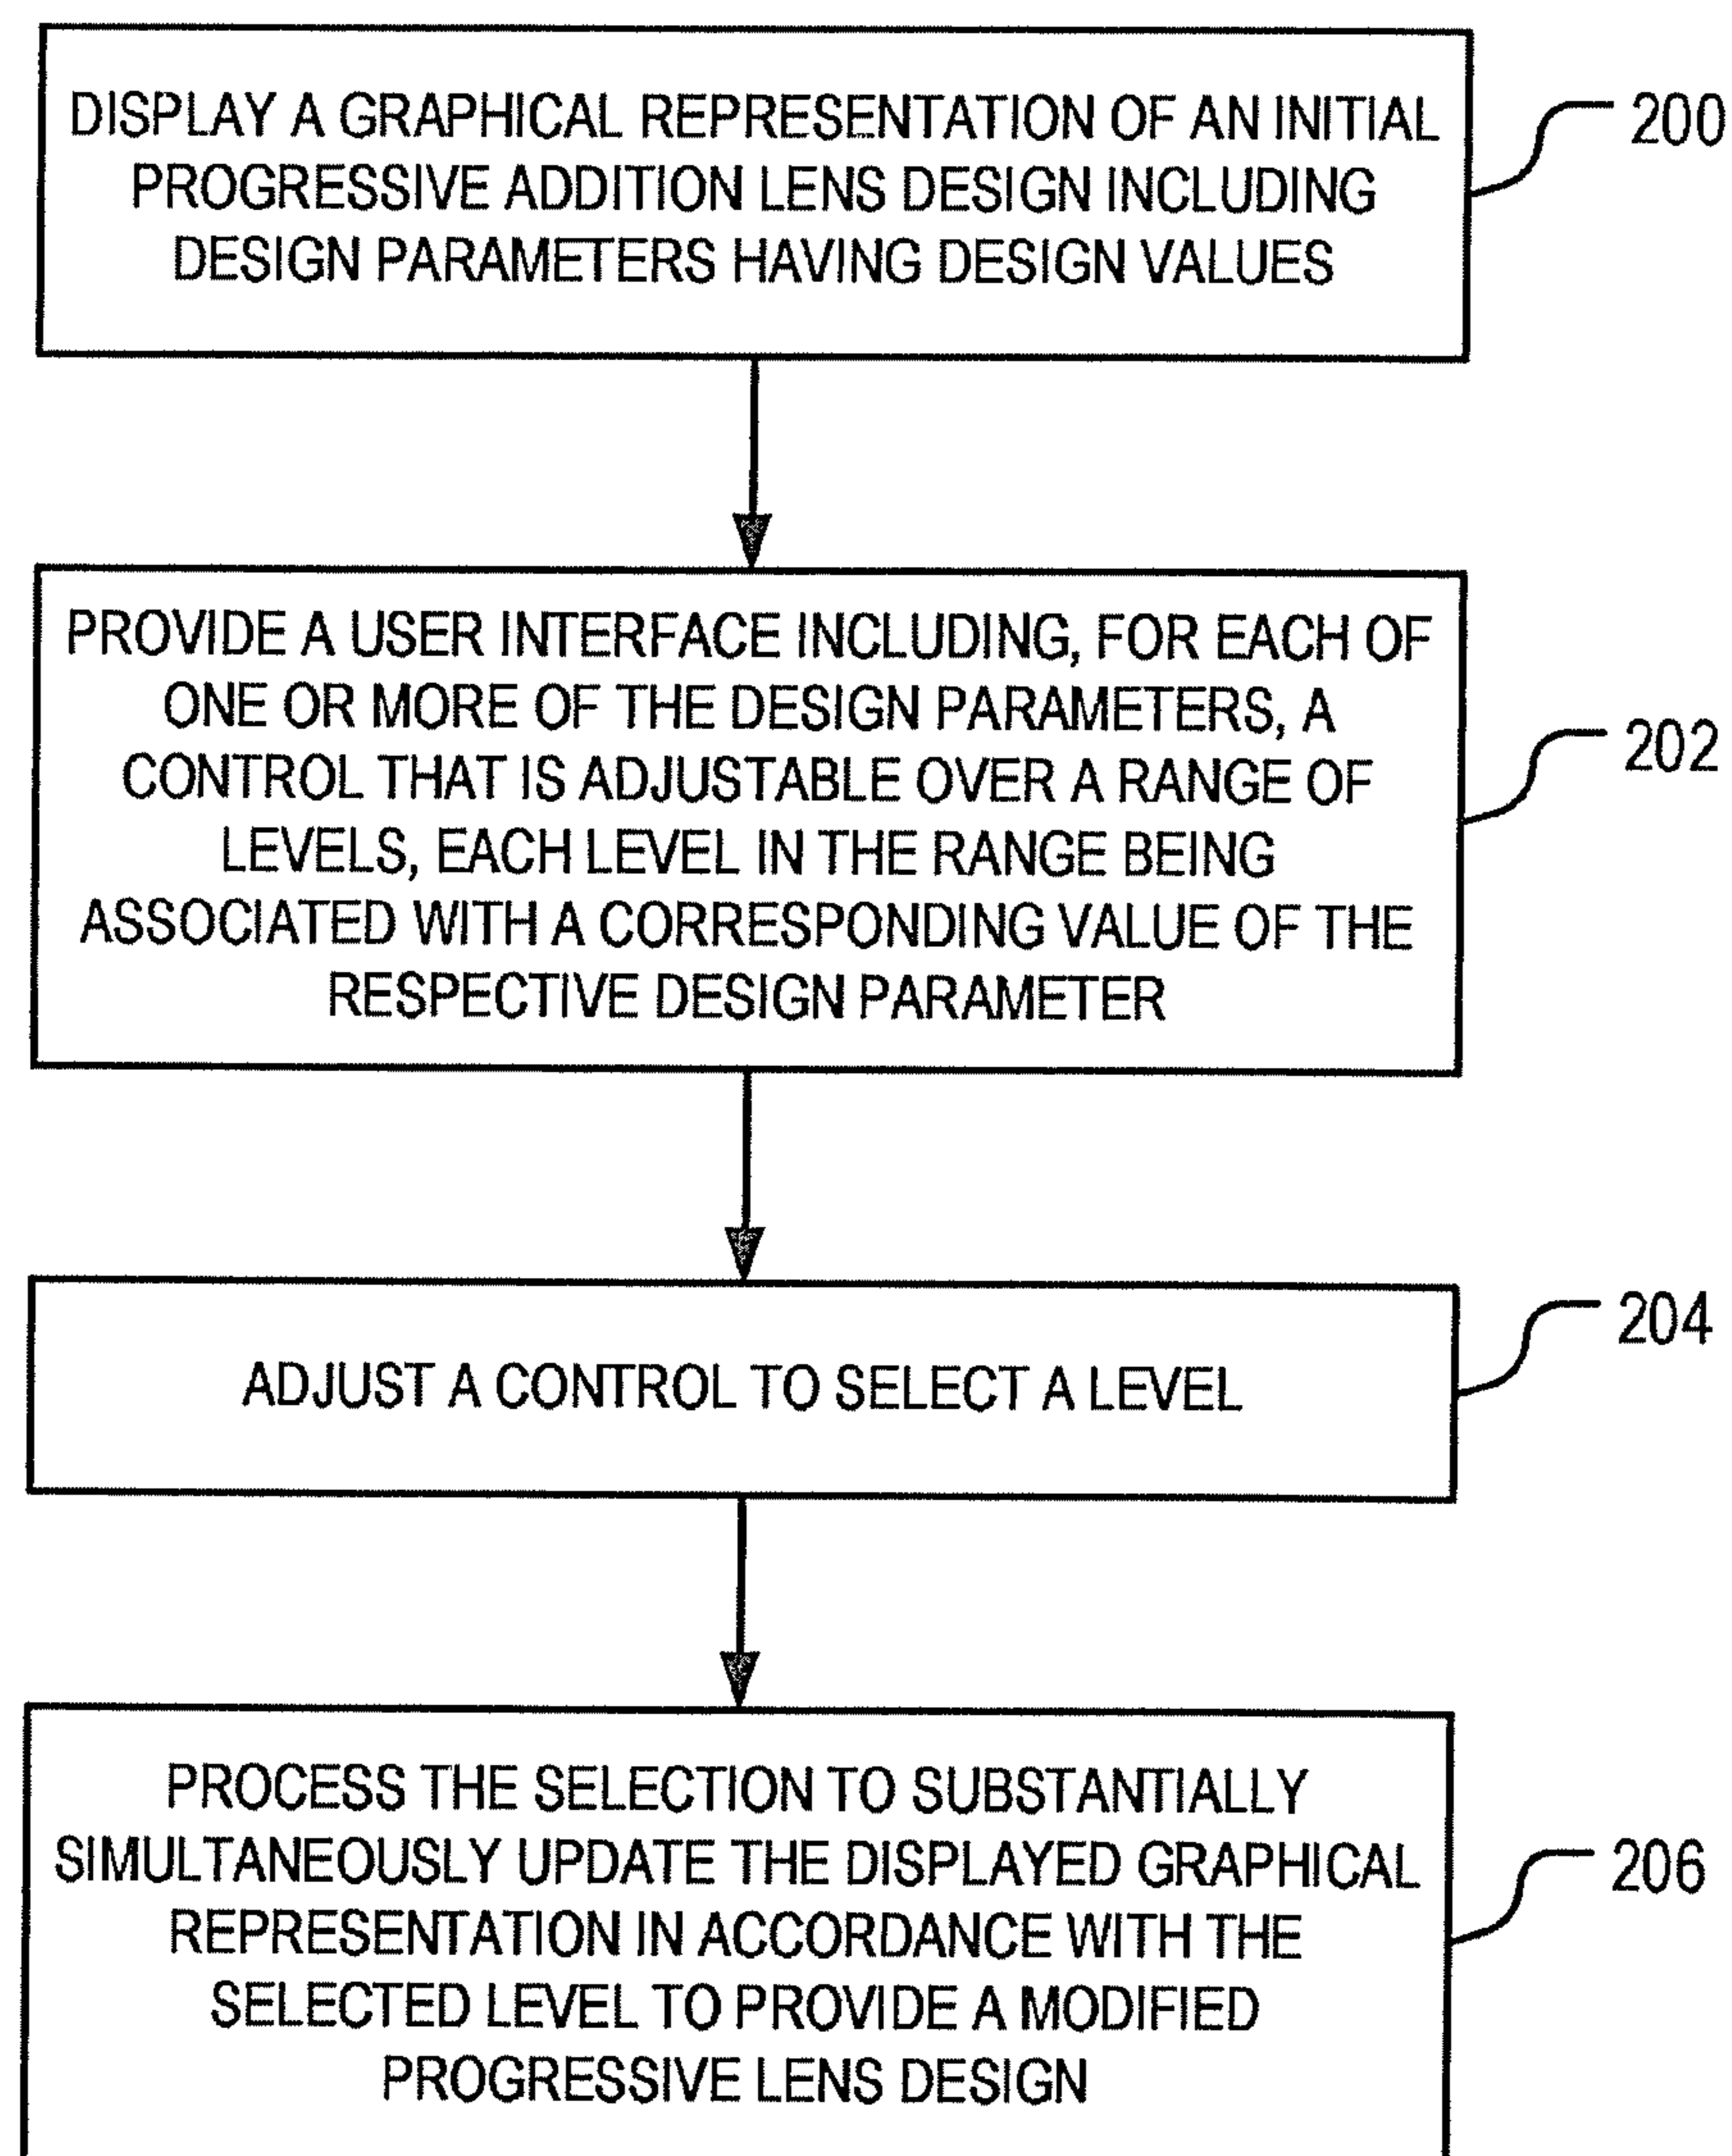 DISPLAY A GRAPHICAL REPRESENTATION OF AN INITIAL
PROGRESSIVE ADDITION LENS DESIGN INCLUDING
DESIGN PARAMETERS HAVING DESIGN VALUES
200
PROVIDE A USER INTERFACE INCLUDING, FOR EACH OF
ONE OR MORE OF THE DESIGN PARAMETERS, A
CONTROL THAT IS ADJUSTABLE OVER A RANGE OF
LEVELS, EACH LEVEL IN THE RANGE BEING
ASSOCIATED WITH A CORRESPONDING VALUE OF THE
RESPECTIVE DESIGN PARAMETER
202
ADJUST A CONTROL TO SELECT A LEVEL
204
PROCESS THE SELECTION TO SUBSTANTIALLY
SIMULTANEOUSLY UPDATE THE DISPLAYED GRAPHICAL
REPRESENTATION IN ACCORDANCE WITH THE
SELECTED LEVEL TO PROVIDE A MODIFIED
PROGRESSIVE LENS DESIGN
206